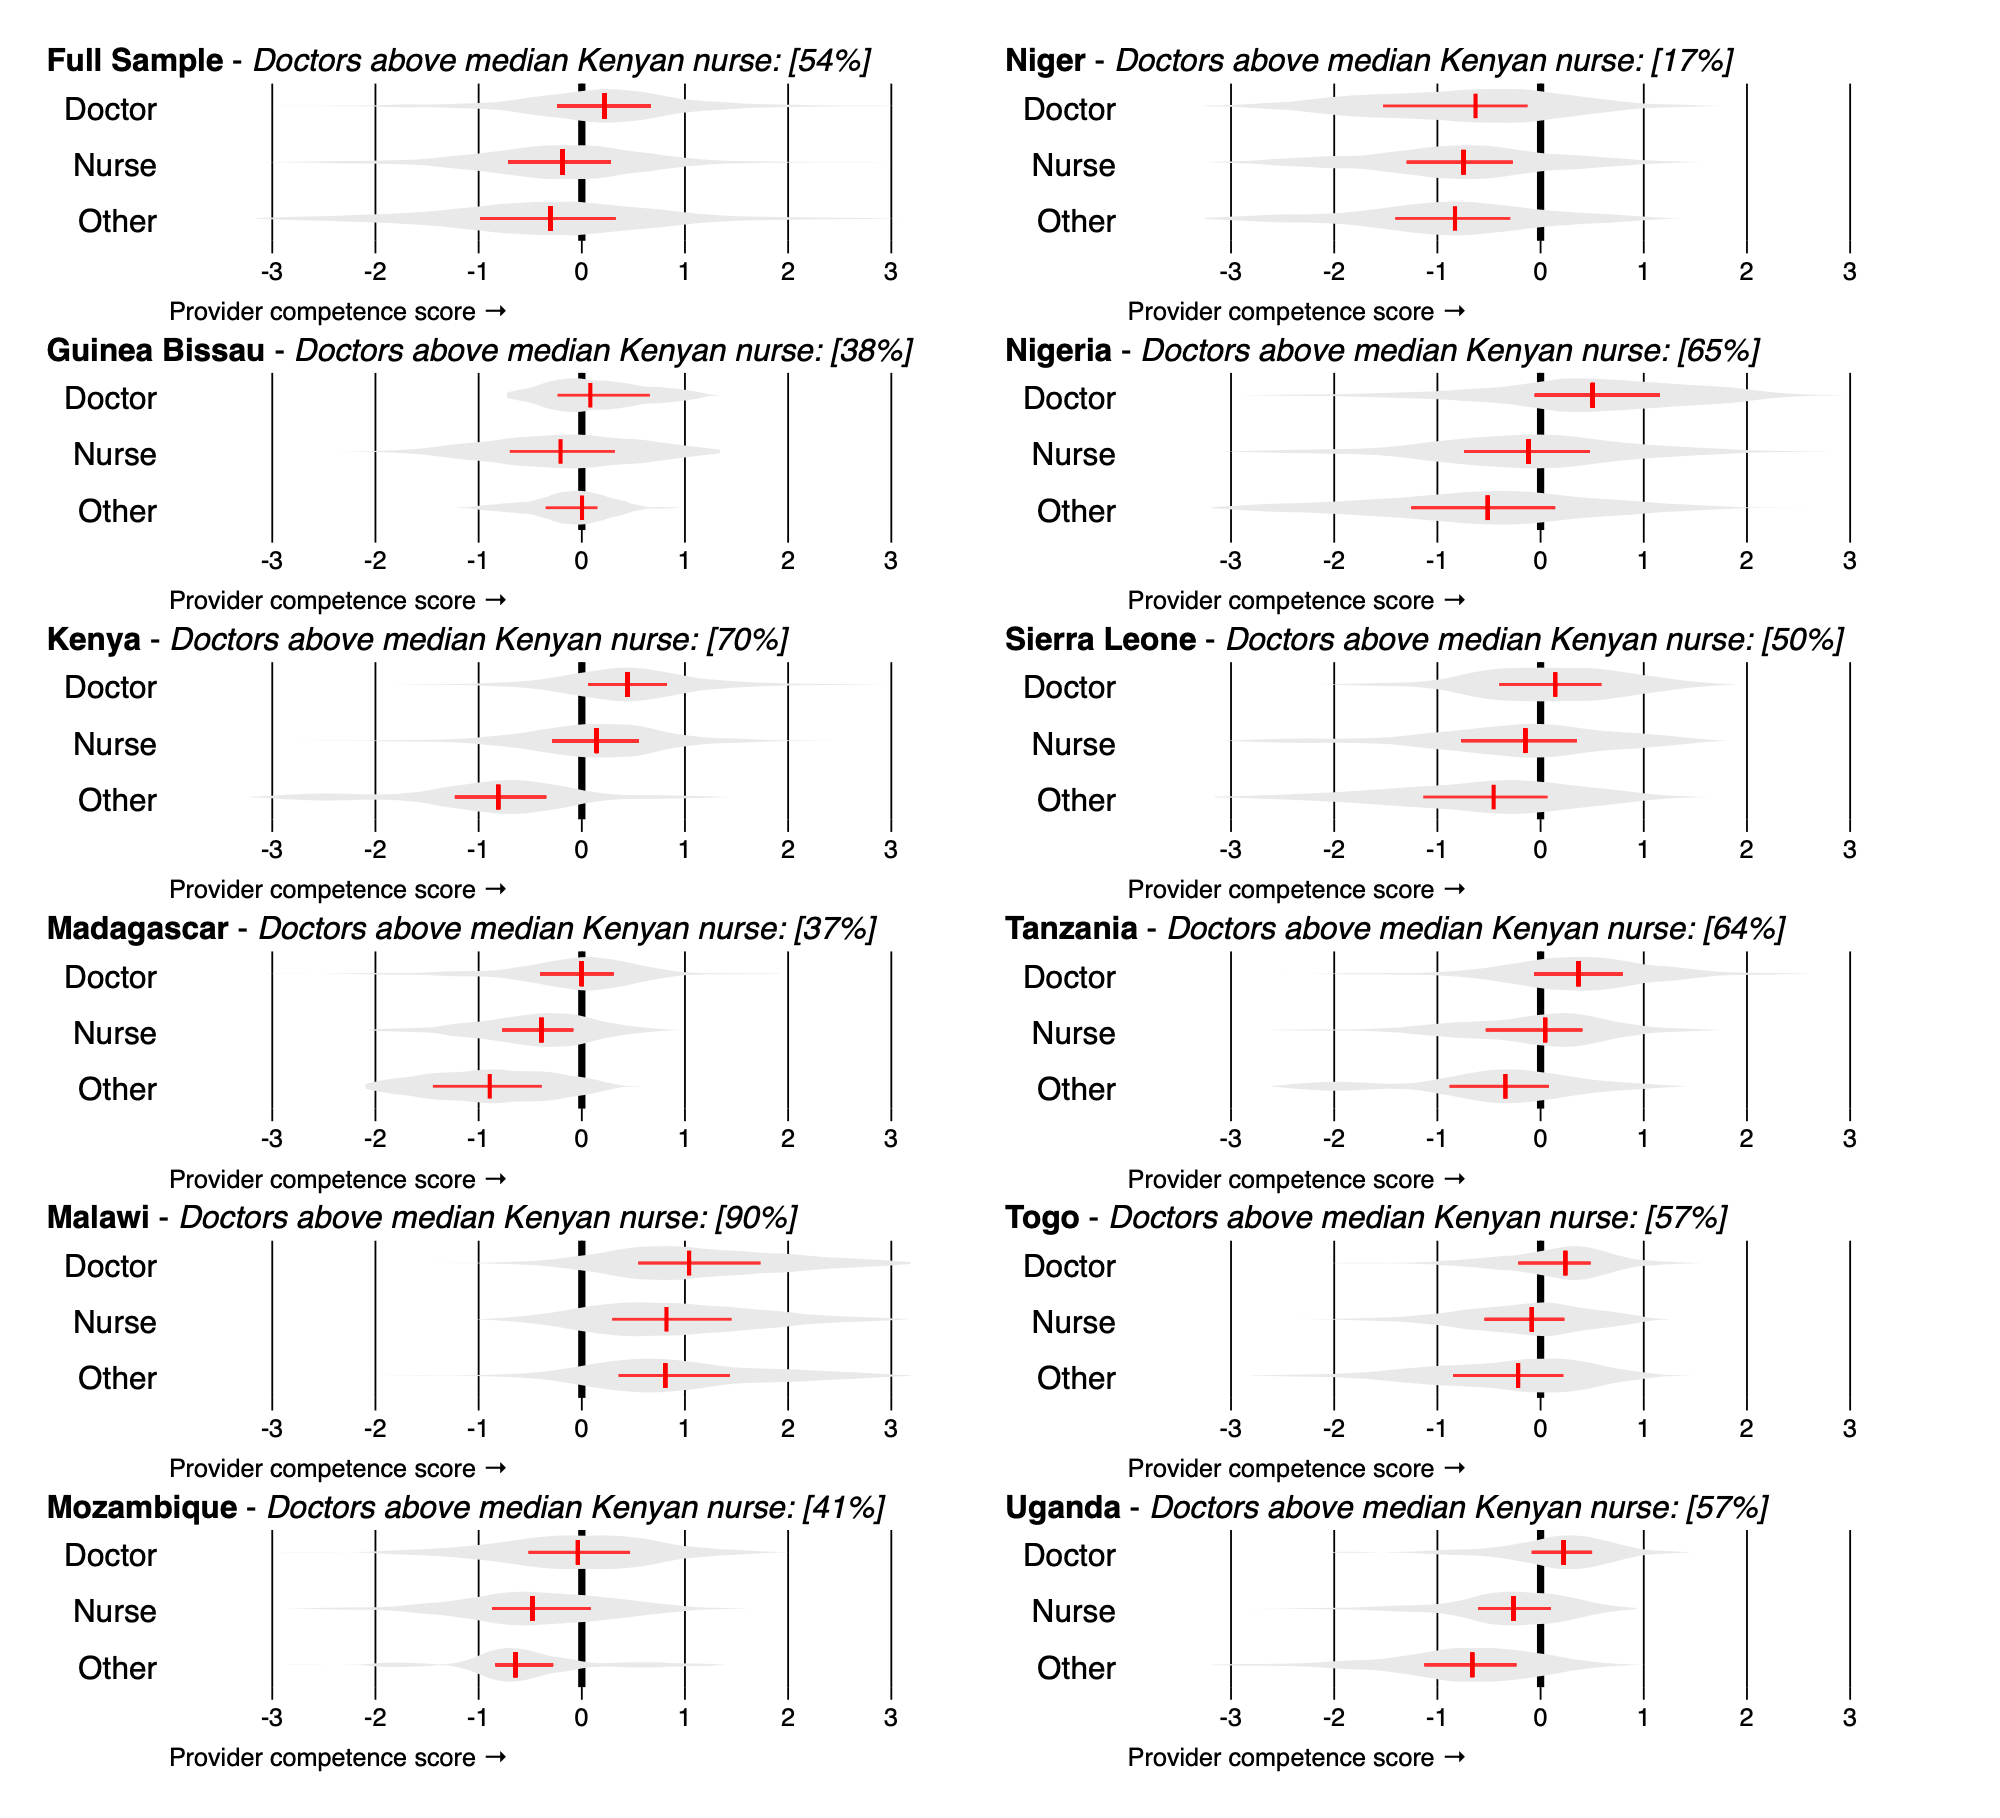 Full Sample - Doctors above median Kenyan nurse: [54%]
Doctor
Nurse
Other
-3 -2 -1 0 1 2 3
Provider competence score →
Niger - Doctors above median Kenyan nurse: [17%]
Doctor
Nurse
Other
-3 -2 -1 0 1 2 3
Provider competence score →
Guinea Bissau - Doctors above median Kenyan nurse: [38%]
Doctor
Nurse
Other
-3 -2 -1 0 1 2 3
Provider competence score →
Nigeria - Doctors above median Kenyan nurse: [65%]
Doctor
Nurse
Other
-3 -2 -1 0 1 2 3
Provider competence score →
Kenya - Doctors above median Kenyan nurse: [70%]
Doctor
Nurse
Other
-3 -2 -1 0 1 2 3
Provider competence score →
Sierra Leone - Doctors above median Kenyan nurse: [50%]
Doctor
Nurse
Other
-3 -2 -1 0 1 2 3
Provider competence score →
Madagascar - Doctors above median Kenyan nurse: [37%]
Doctor
Nurse
Other
-3 -2 -1 0 1 2 3
Provider competence score →
Tanzania - Doctors above median Kenyan nurse: [64%]
Doctor
Nurse
Other
-3 -2 -1 0 1 2 3
Provider competence score →
Malawi - Doctors above median Kenyan nurse: [90%]
Doctor
Nurse
Other
-3 -2 -1 0 1 2 3
Provider competence score →
Togo - Doctors above median Kenyan nurse: [57%]
Doctor
Nurse
Other
-3 -2 -1 0 1 2 3
Provider competence score →
Mozambique - Doctors above median Kenyan nurse: [41%]
Doctor
Nurse
Other
-3 -2 -1 0 1 2 3
Provider competence score →
Uganda - Doctors above median Kenyan nurse: [57%]
Doctor
Nurse
Other
-3 -2 -1 0 1 2 3
Provider competence score →